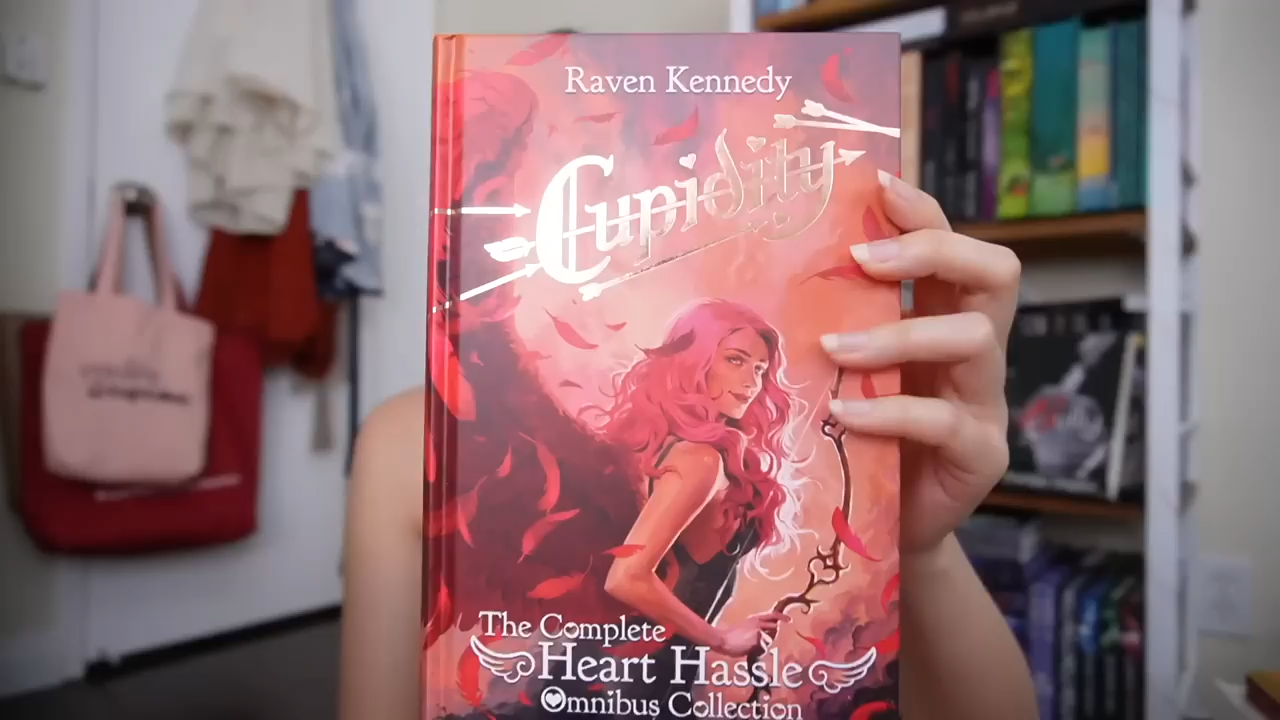 Raven Kennedy
Cupidity
The Complete
Heart Hassle
Omnibus Collection